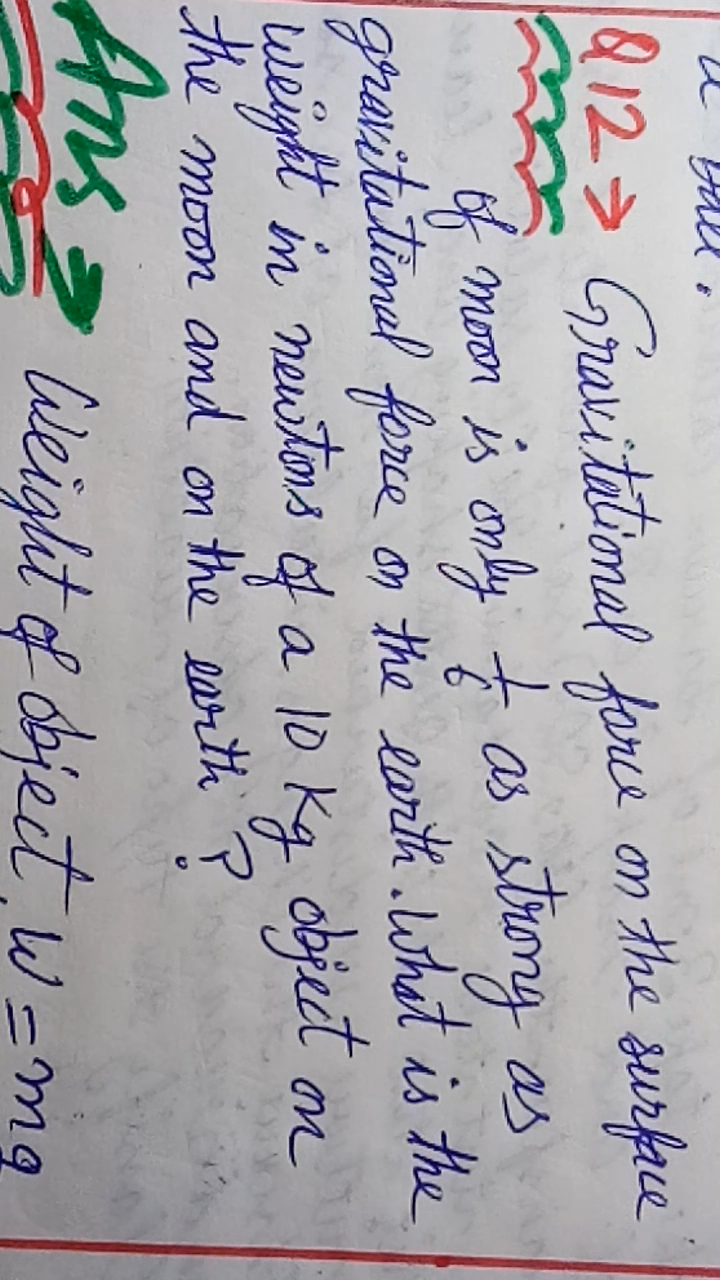 Q12 → Gravitational force on the surface
of moon is only 1/6 as strong as
gravitational force on the earth. What is the
weight in newtons of a 10 kg object on
the moon and on the earth?
Ans → Weight of object, W = mg